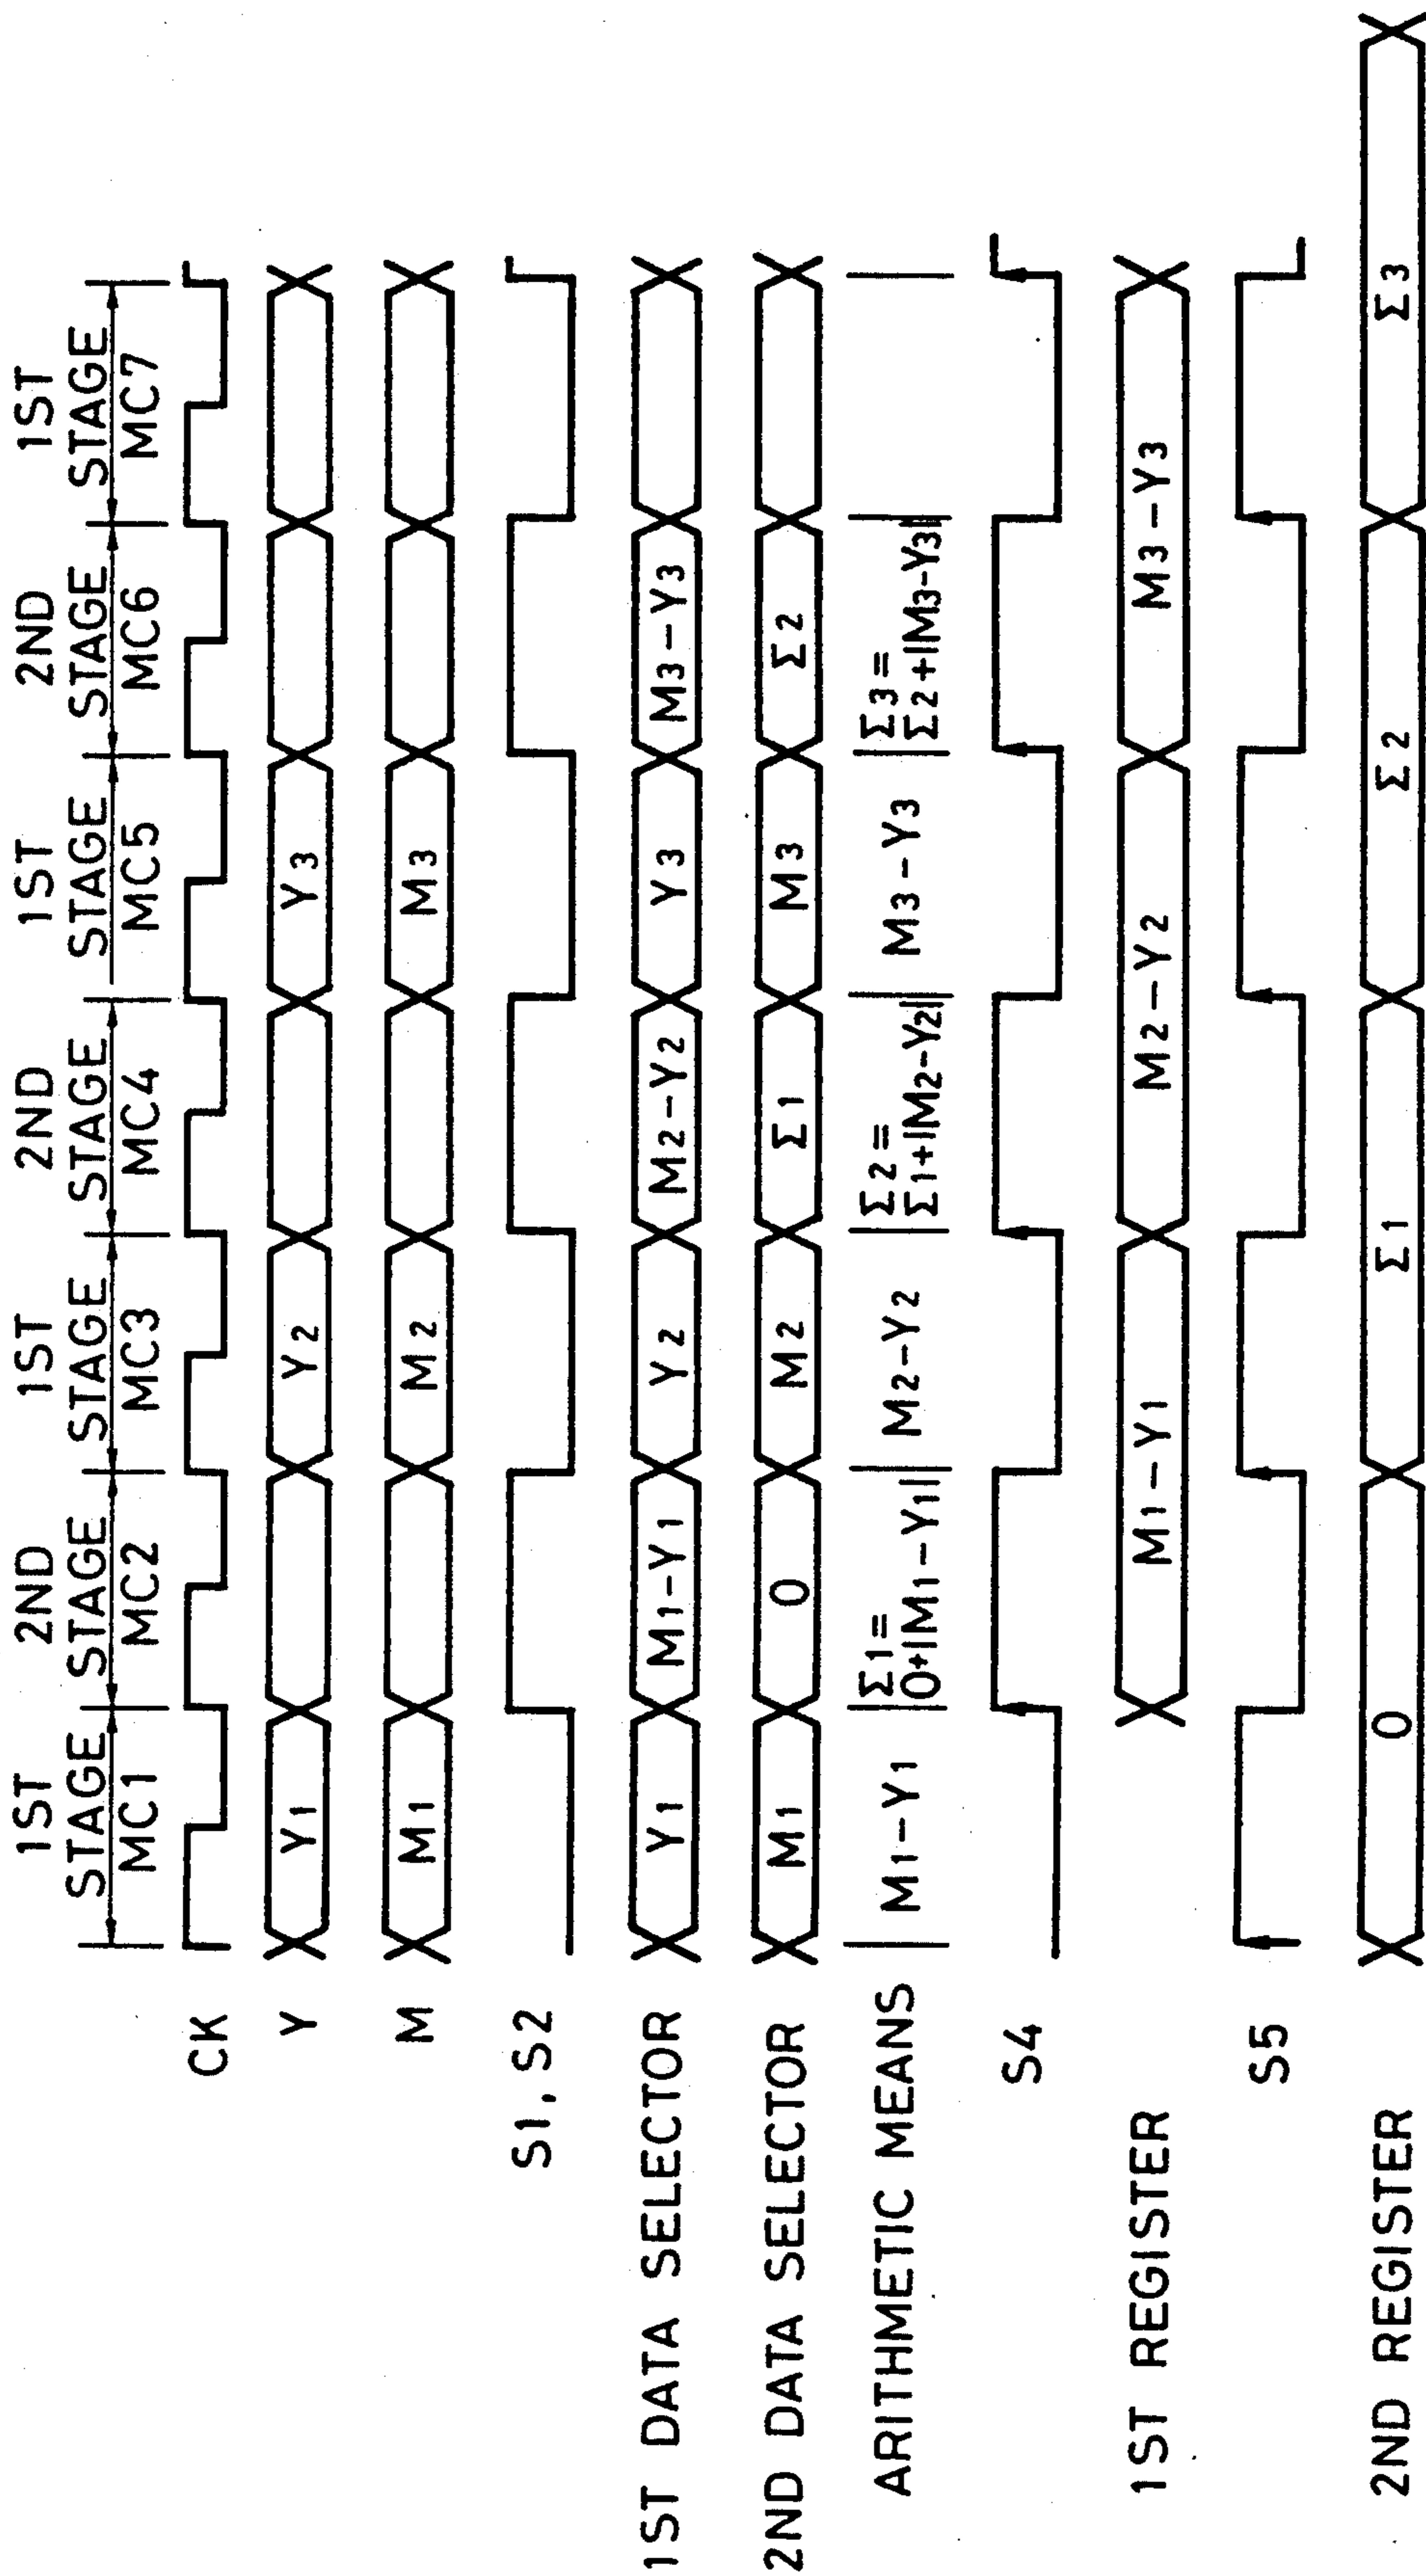 1ST 2ND 1ST 2ND 1ST 2ND 1ST
STAGE STAGE STAGE STAGE STAGE STAGE STAGE
MC1 MC2 MC3 MC4 MC5 MC6 MC7
CK
Y Y1 Y2 Y3
M M1 M2 M3
S1, S2
1ST DATA SELECTOR Y1 M1-Y1 Y2 M2-Y2 Y3 M3-Y3
2ND DATA SELECTOR M1 0 M2 Σ1 M3 Σ2
ARITHMETIC MEANS M1-Y1 Σ1= 0+|M1-Y1| M2-Y2 Σ2= Σ1+|M2-Y2| M3-Y3 Σ3= Σ2+|M3-Y3|
S4
1ST REGISTER M1-Y1 M2-Y2 M3-Y3
S5
2ND REGISTER 0 Σ1 Σ2 Σ3